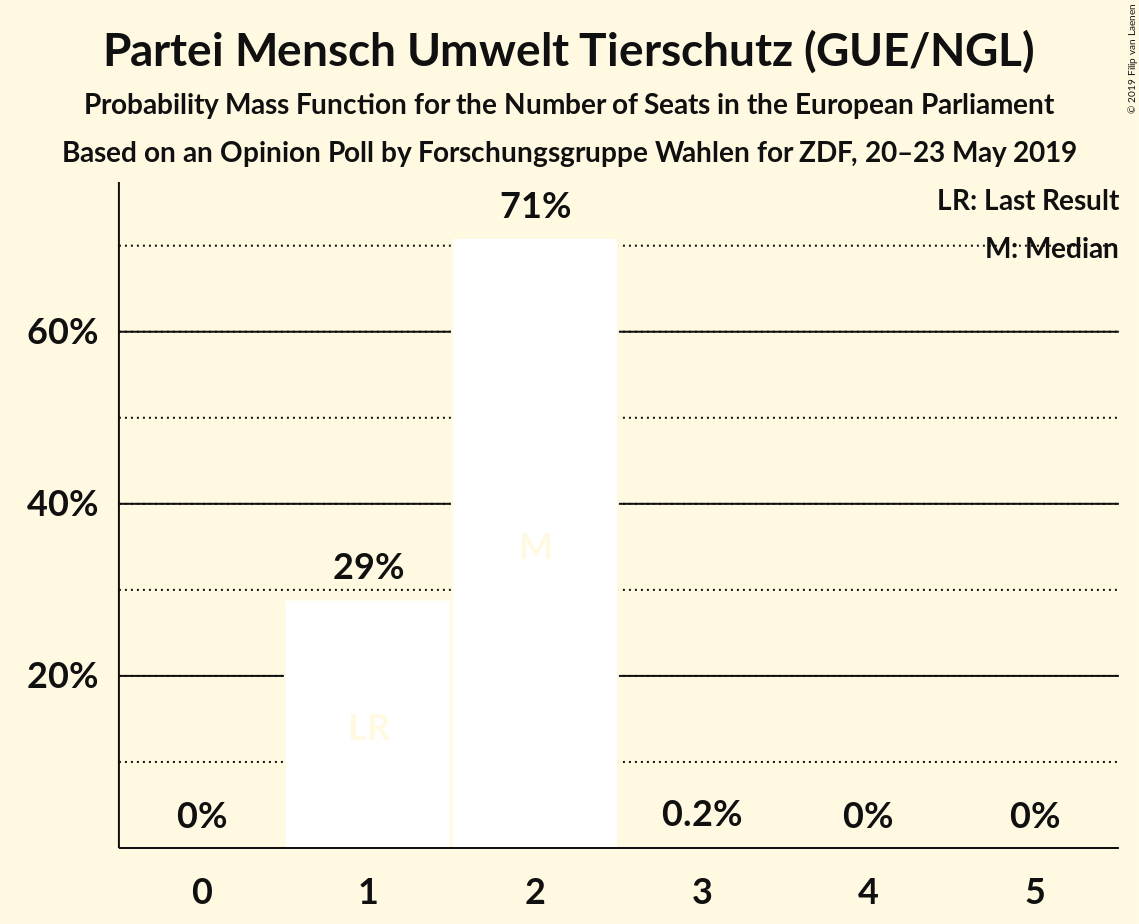 Partei Mensch Umwelt Tierschutz (GUE/NGL)
Probability Mass Function for the Number of Seats in the European Parliament
Based on an Opinion Poll by Forschungsgruppe Wahlen for ZDF, 20–23 May 2019
© 2019 Filip van Laenen
LR: Last Result
M: Median
71%
60%
40%
M
29%
20%
LR
0%
0.2%
0%
0%
0 1 2 3 4 5